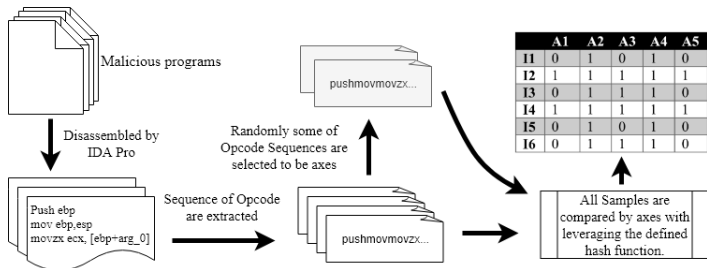 Malicious programs
Disassembled by
IDA Pro
Push ebp
mov ebp,esp
movzx ecx, [ebp+arg_0]
Sequence of Opcode
are extracted
pushmovmovzx...
Randomly some of
Opcode Sequences are
selected to be axes
pushmovmovzx...
All Samples are
compared by axes with
leveraging the defined
hash function.
A1 A2 A3 A4 A5
I1 0 1 0 1 0
I2 1 1 1 1 1
I3 0 1 1 1 0
I4 1 1 1 1 1
I5 0 1 0 1 0
I6 0 1 1 1 0